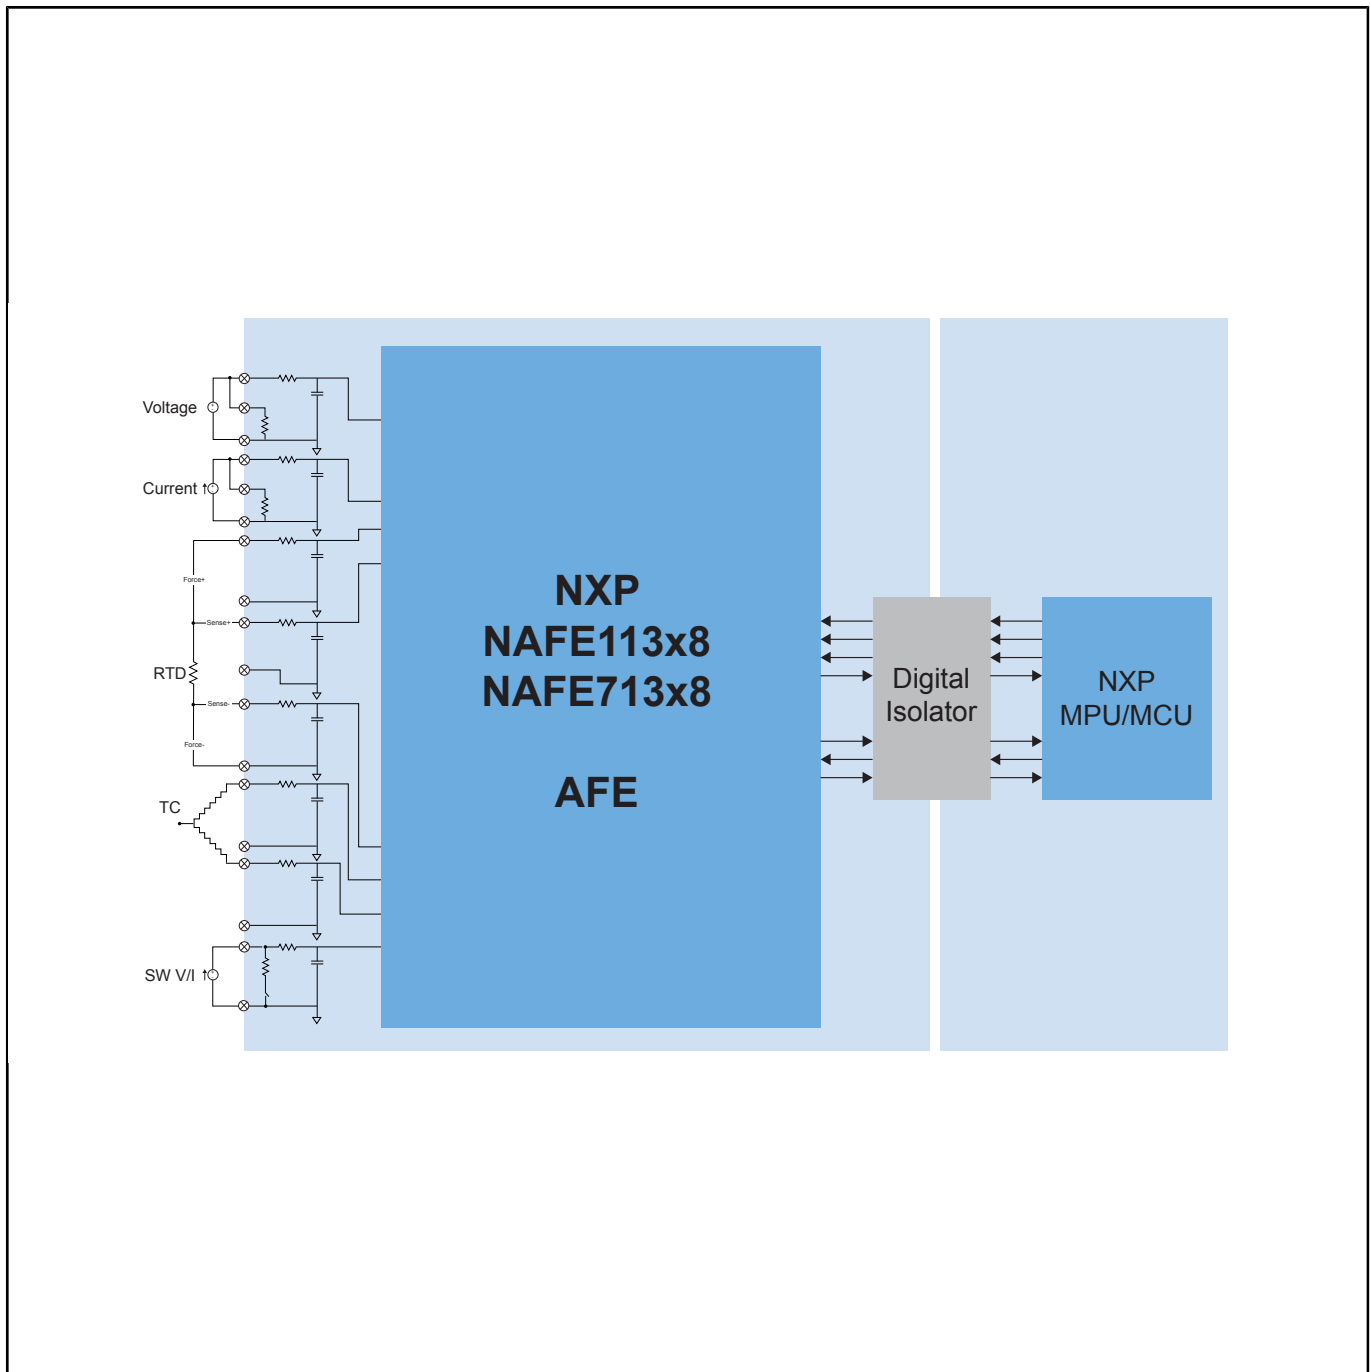 Voltage
Current
Force+
Sense+
RTD
Sense-
Force-
TC
SW V/I
NXP
NAFE113x8
NAFE713x8
AFE
Digital
Isolator
NXP
MPU/MCU